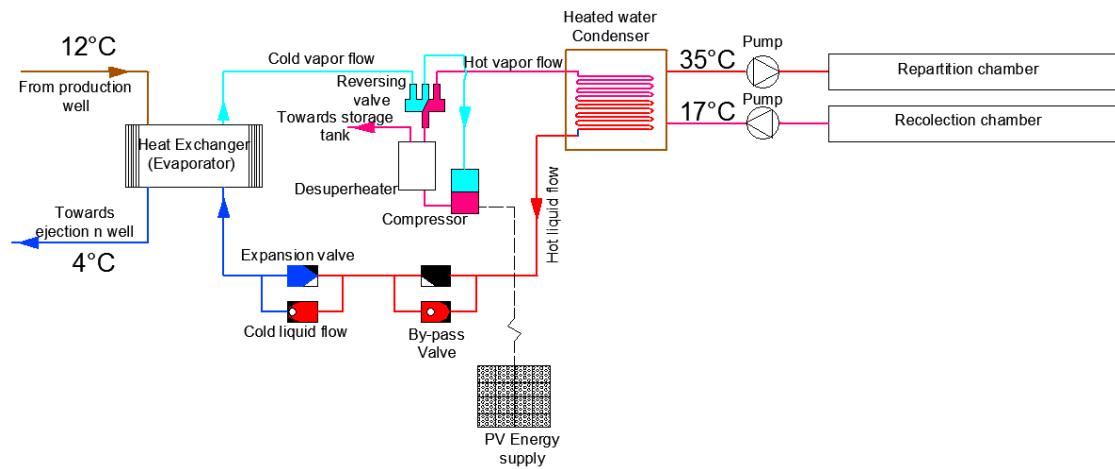 Heated water
Condenser
12°C
From production
well
Cold vapor flow
Reversing
valve
Hot vapor flow
Towards storage
tank
35°C
Pump
Repartition chamber
17°C
Pump
Recolection chamber
Heat Exchanger
(Evaporator)
Desuperheater
Compressor
Hot liquid flow
Towards
ejection n well
4°C
Expansion valve
Cold liquid flow
By-pass
Valve
PV Energy
supply